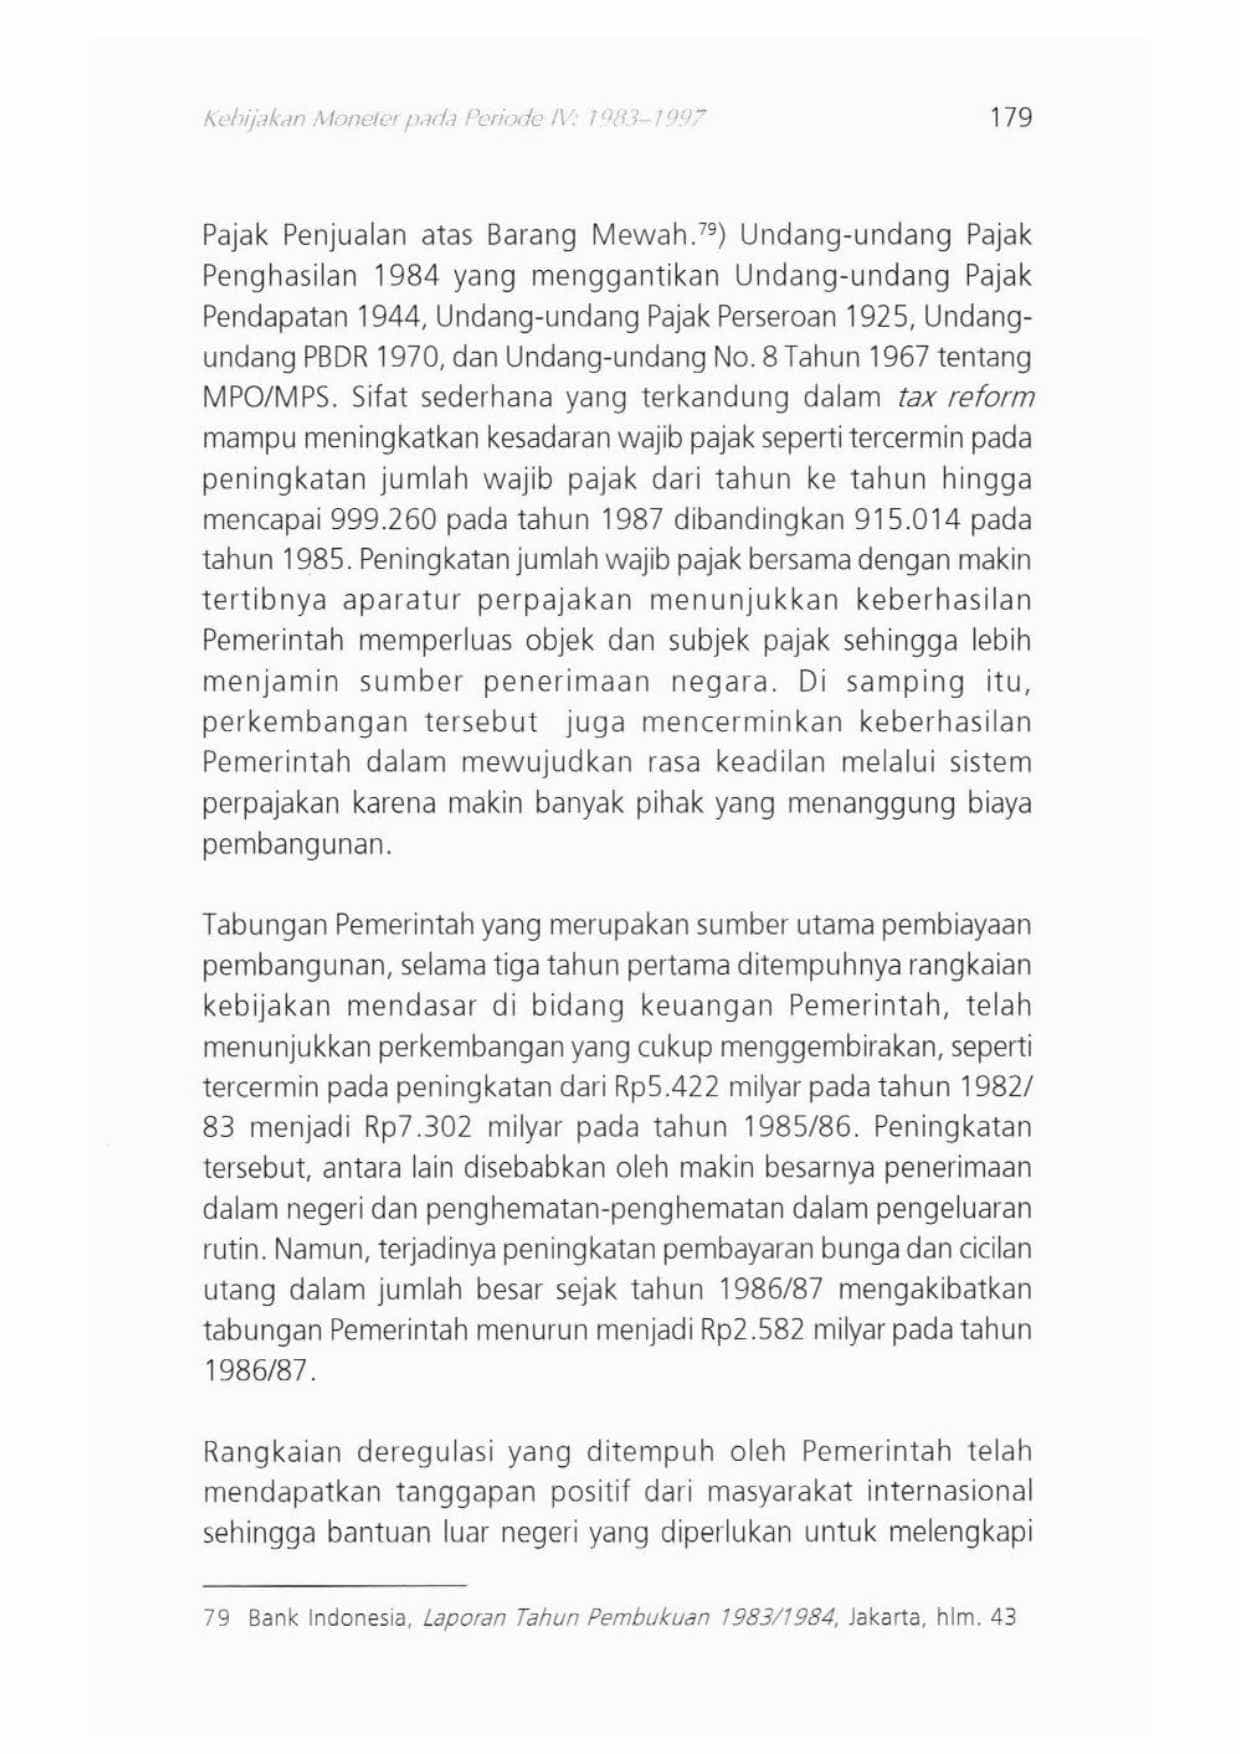 Kebijakan Moneter pada Periode IV: 1983–1997 179
Pajak Penjualan atas Barang Mewah.⁷⁹) Undang-undang Pajak
Penghasilan 1984 yang menggantikan Undang-undang Pajak
Pendapatan 1944, Undang-undang Pajak Perseroan 1925, Undang-
undang PBDR 1970, dan Undang-undang No. 8 Tahun 1967 tentang
MPO/MPS. Sifat sederhana yang terkandung dalam tax reform
mampu meningkatkan kesadaran wajib pajak seperti tercermin pada
peningkatan jumlah wajib pajak dari tahun ke tahun hingga
mencapai 999.260 pada tahun 1987 dibandingkan 915.014 pada
tahun 1985. Peningkatan jumlah wajib pajak bersama dengan makin
tertibnya aparatur perpajakan menunjukkan keberhasilan
Pemerintah memperluas objek dan subjek pajak sehingga lebih
menjamin sumber penerimaan negara. Di samping itu,
perkembangan tersebut juga mencerminkan keberhasilan
Pemerintah dalam mewujudkan rasa keadilan melalui sistem
perpajakan karena makin banyak pihak yang menanggung biaya
pembangunan.
Tabungan Pemerintah yang merupakan sumber utama pembiayaan
pembangunan, selama tiga tahun pertama ditempuhnya rangkaian
kebijakan mendasar di bidang keuangan Pemerintah, telah
menunjukkan perkembangan yang cukup menggembirakan, seperti
tercermin pada peningkatan dari Rp5.422 milyar pada tahun 1982/
83 menjadi Rp7.302 milyar pada tahun 1985/86. Peningkatan
tersebut, antara lain disebabkan oleh makin besarnya penerimaan
dalam negeri dan penghematan-penghematan dalam pengeluaran
rutin. Namun, terjadinya peningkatan pembayaran bunga dan cicilan
utang dalam jumlah besar sejak tahun 1986/87 mengakibatkan
tabungan Pemerintah menurun menjadi Rp2.582 milyar pada tahun
1986/87.
Rangkaian deregulasi yang ditempuh oleh Pemerintah telah
mendapatkan tanggapan positif dari masyarakat internasional
sehingga bantuan luar negeri yang diperlukan untuk melengkapi
79 Bank Indonesia, Laporan Tahun Pembukuan 1983/1984, Jakarta, hlm. 43